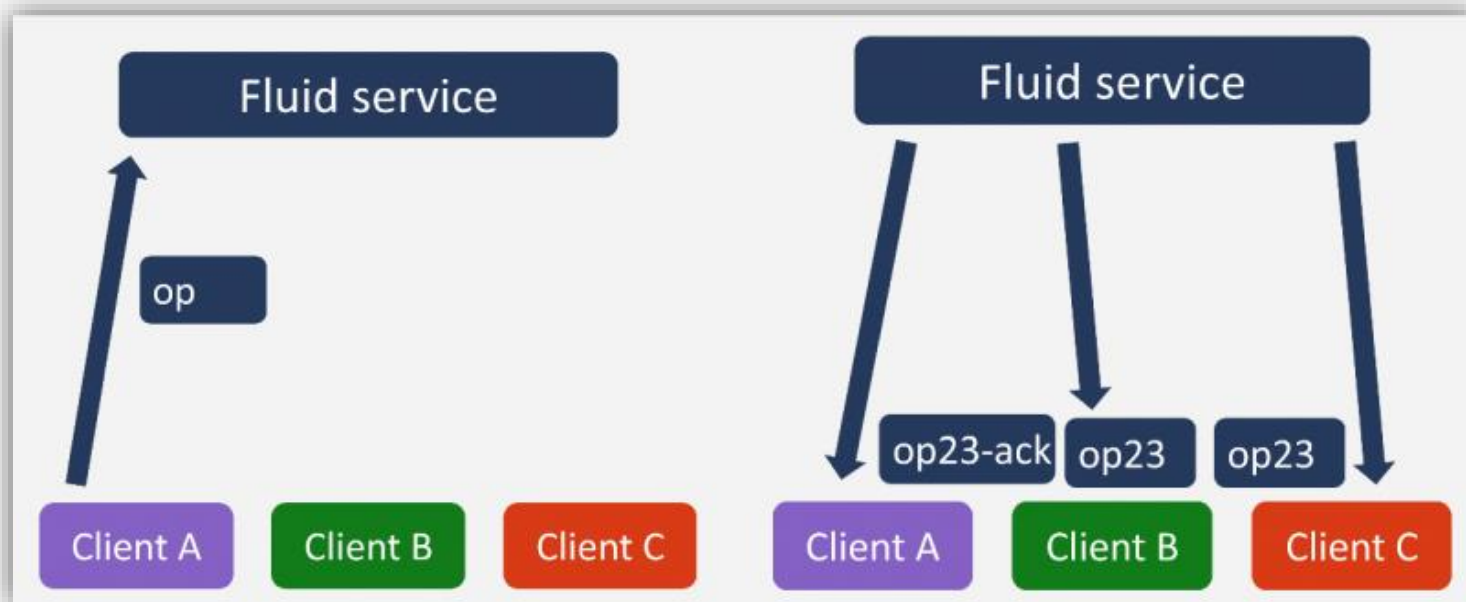 Fluid service
op
Client A
Client B
Client C
Fluid service
op23-ack
op23
op23
Client A
Client B
Client C